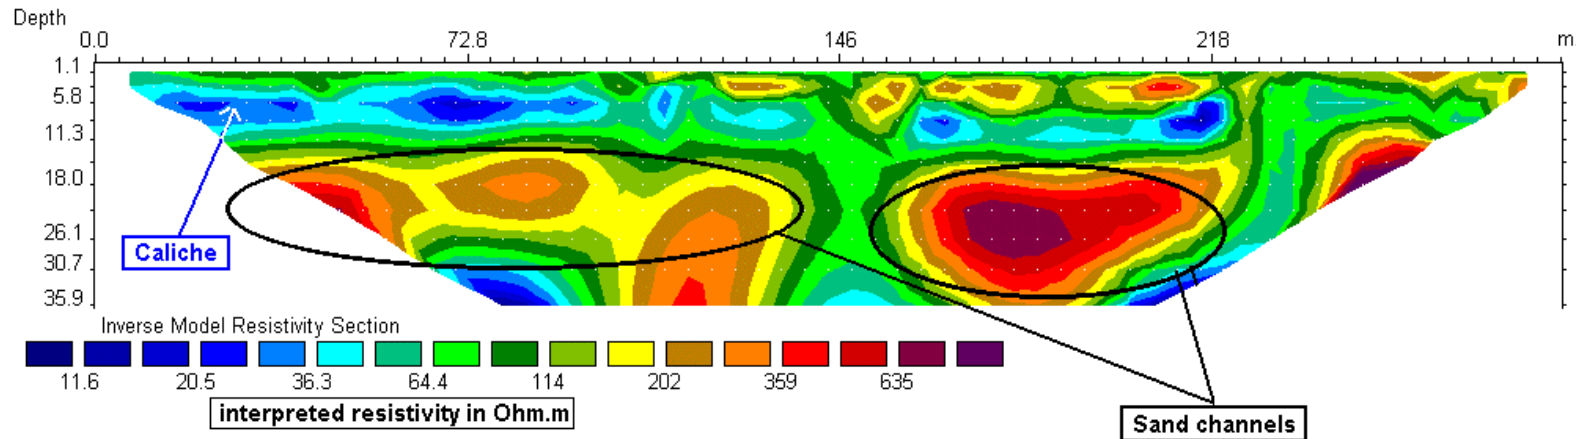 Depth
0.0 72.8 146 218 m
1.1
5.8
11.3
18.0
26.1
30.7
35.9
Caliche
Inverse Model Resistivity Section
11.6 20.5 36.3 64.4 114 202 359 635
interpreted resistivity in Ohm.m
Sand channels